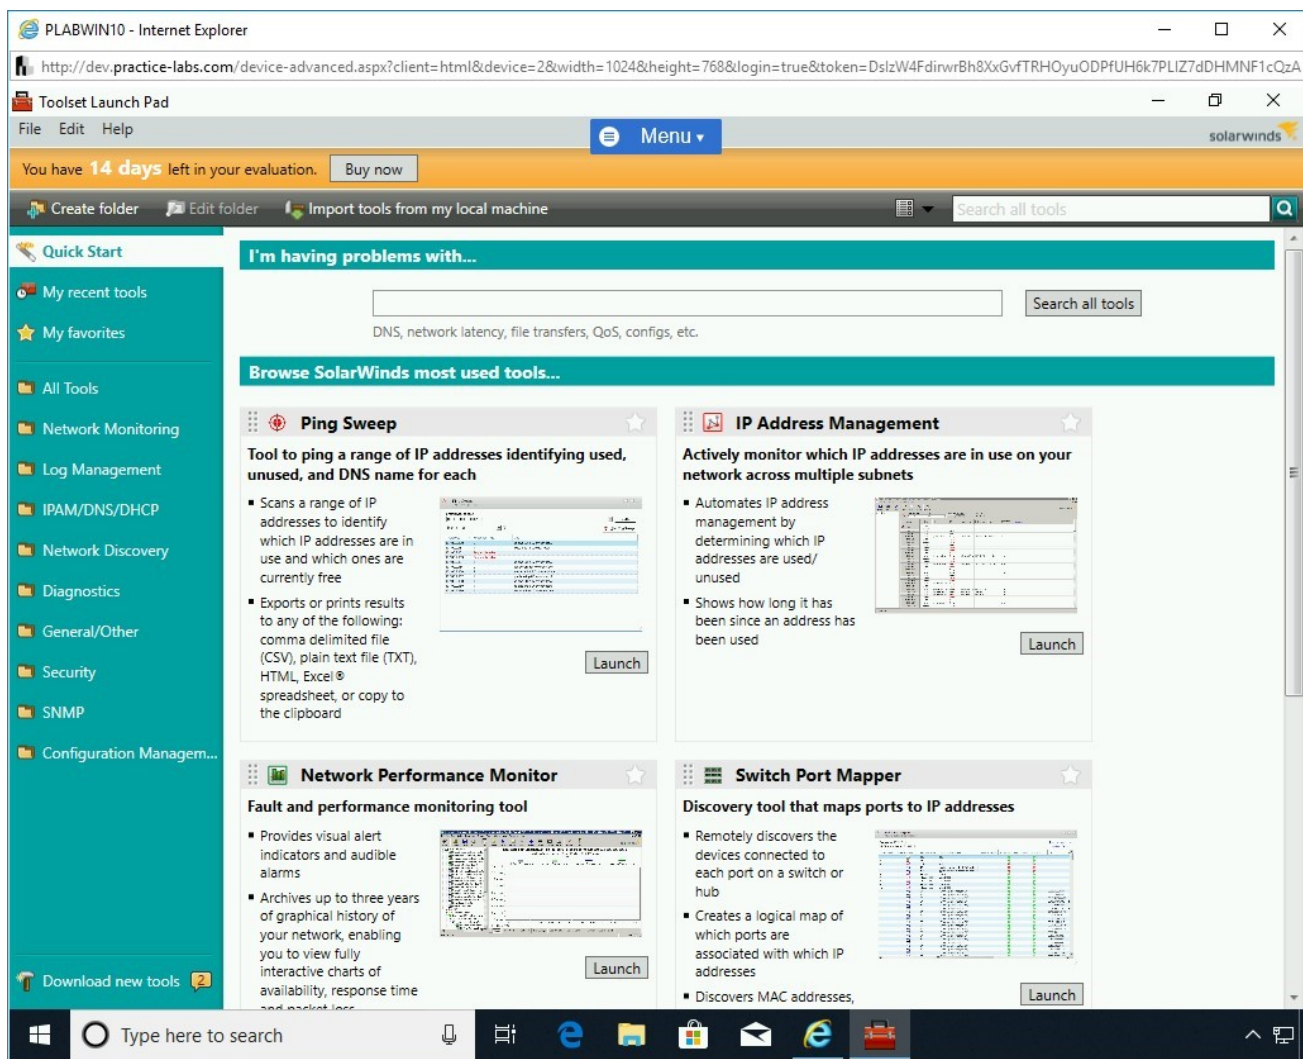 PLABWIN10 - Internet Explorer
http://dev.practice-labs.com/device-advanced.aspx?client=html&device=2&width=1024&height=768&login=true&token=DsIzW4FdirwrBh8XxGvfTRHOyuODPfUH6k7PLIZ7dDHMNF1cQzA
Toolset Launch Pad
File Edit Help
Menu
solarwinds
You have 14 days left in your evaluation. Buy now
Create folder Edit folder Import tools from my local machine
Search all tools
Quick Start
My recent tools
My favorites
All Tools
Network Monitoring
Log Management
IPAM/DNS/DHCP
Network Discovery
Diagnostics
General/Other
Security
SNMP
Configuration Managem...
Download new tools 2
I'm having problems with...
Search all tools
DNS, network latency, file transfers, QoS, configs, etc.
Browse SolarWinds most used tools...
Ping Sweep
Tool to ping a range of IP addresses identifying used,
unused, and DNS name for each
Scans a range of IP
addresses to identify
which IP addresses are in
use and which ones are
currently free
Exports or prints results
to any of the following:
comma delimited file
(CSV), plain text file (TXT),
HTML, Excel®
spreadsheet, or copy to
the clipboard
Launch
IP Address Management
Actively monitor which IP addresses are in use on your
network across multiple subnets
Automates IP address
management by
determining which IP
addresses are used/
unused
Shows how long it has
been since an address has
been used
Launch
Network Performance Monitor
Fault and performance monitoring tool
Provides visual alert
indicators and audible
alarms
Archives up to three years
of graphical history of
your network, enabling
you to view fully
interactive charts of
availability, response time
and packet loss
Launch
Switch Port Mapper
Discovery tool that maps ports to IP addresses
Remotely discovers the
devices connected to
each port on a switch or
hub
Creates a logical map of
which ports are
associated with which IP
addresses
Discovers MAC addresses,
Launch
Type here to search